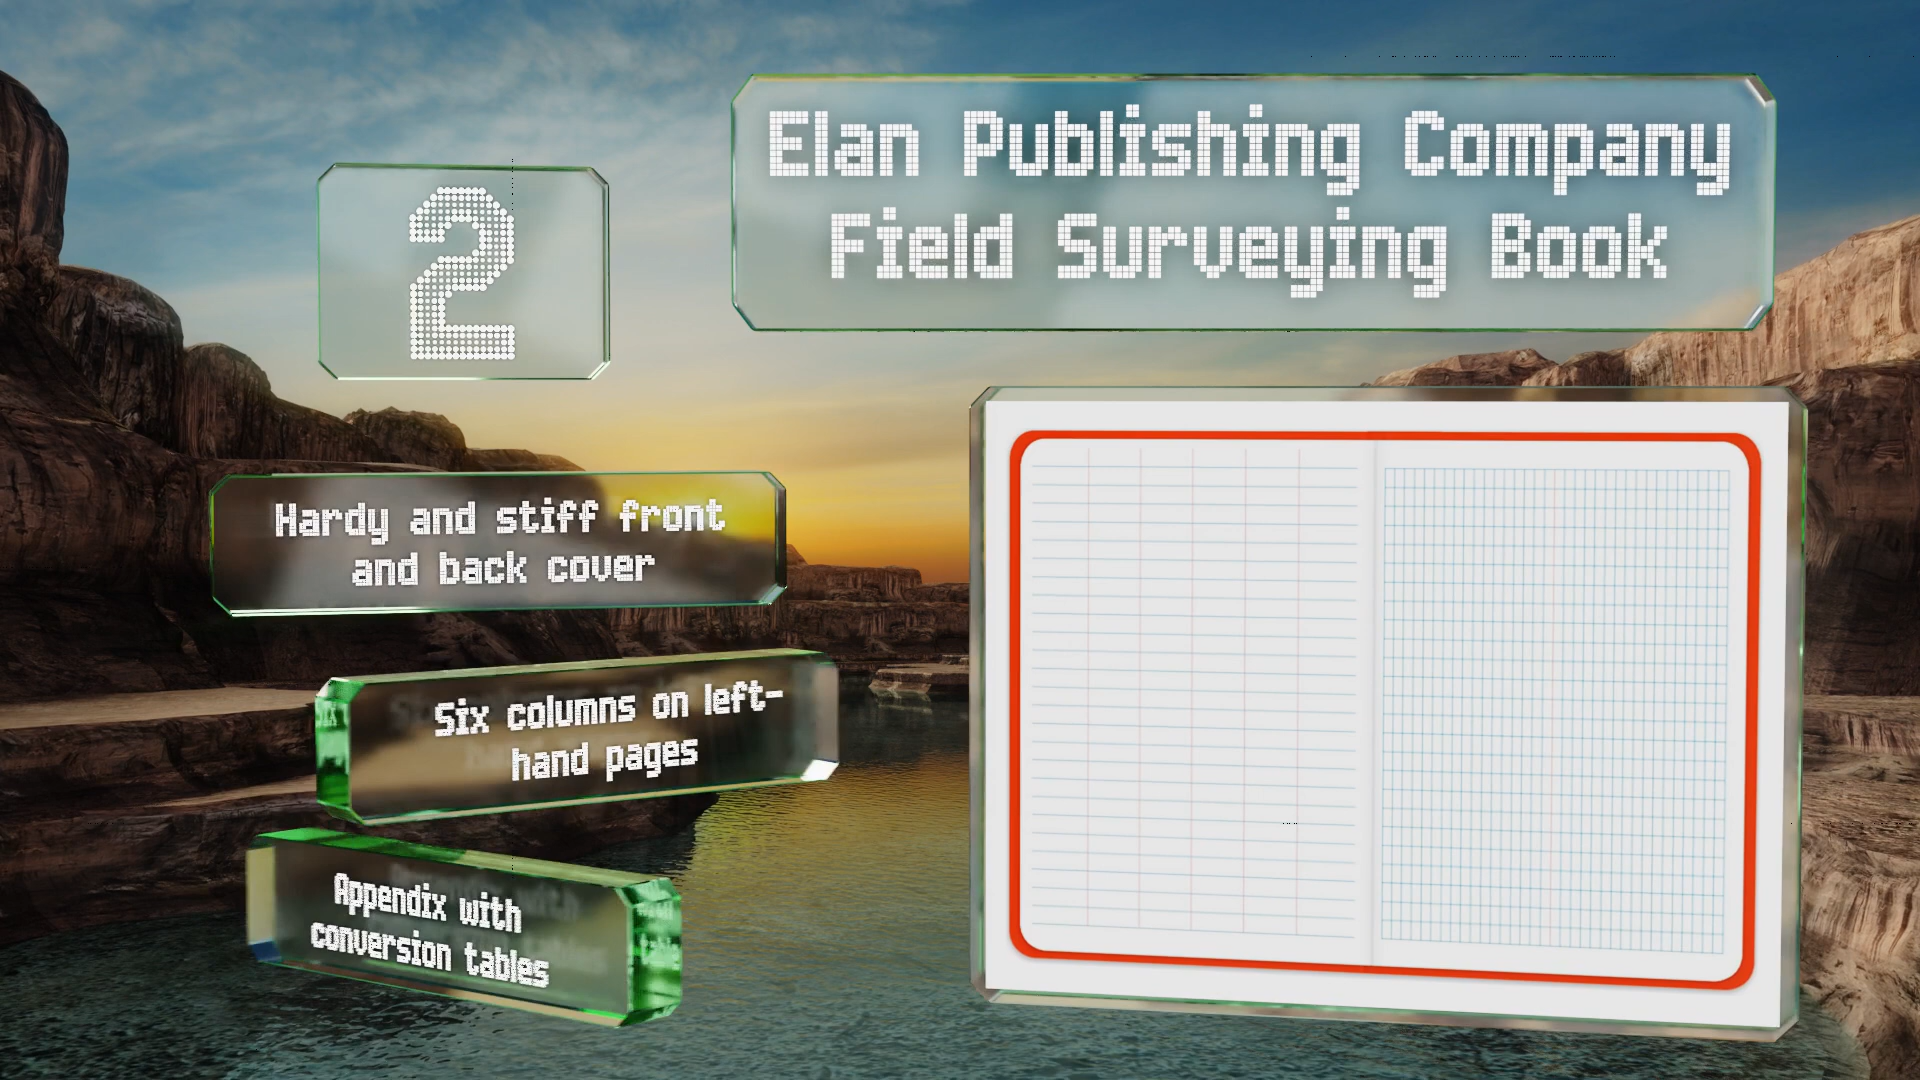 2
Elan Publishing Company
Field Surveying Book
Hardy and stiff front
and back cover
Six columns on left-
hand pages
Appendix with
conversion tables